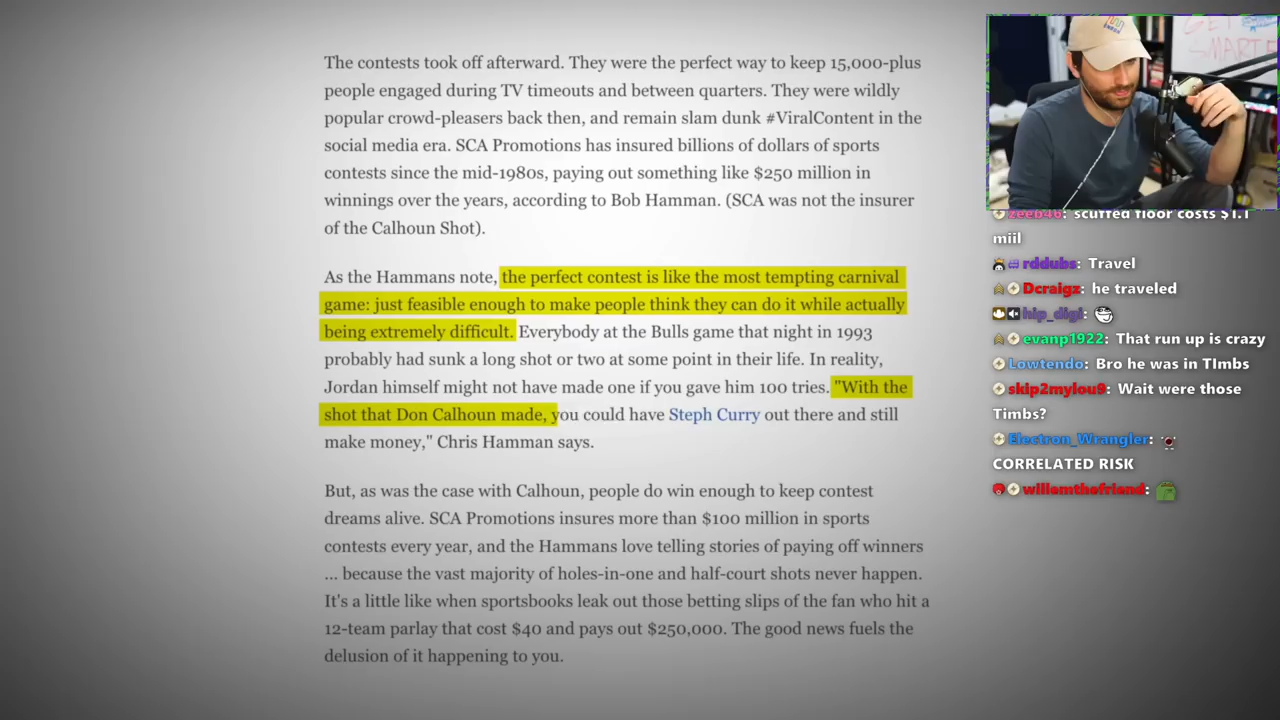 The contests took off afterward. They were the perfect way to keep 15,000-plus
people engaged during TV timeouts and between quarters. They were wildly
popular crowd-pleasers back then, and remain slam dunk #ViralContent in the
social media era. SCA Promotions has insured billions of dollars of sports
contests since the mid-1980s, paying out something like $250 million in
winnings over the years, according to Bob Hamman. (SCA was not the insurer
of the Calhoun Shot).
As the Hammans note, the perfect contest is like the most tempting carnival
game: just feasible enough to make people think they can do it while actually
being extremely difficult. Everybody at the Bulls game that night in 1993
probably had sunk a long shot or two at some point in their life. In reality,
Jordan himself might not have made one if you gave him 100 tries. "With the
shot that Don Calhoun made, you could have Steph Curry out there and still
make money," Chris Hamman says.
But, as was the case with Calhoun, people do win enough to keep contest
dreams alive. SCA Promotions insures more than $100 million in sports
contests every year, and the Hammans love telling stories of paying off winners
... because the vast majority of holes-in-one and half-court shots never happen.
It's a little like when sportsbooks leak out those betting slips of the fan who hit a
12-team parlay that cost $40 and pays out $250,000. The good news fuels the
delusion of it happening to you.
GET
SMART
zeeb46: scuffed floor costs $1.1
miil
rddubs: Travel
Dcraigz: he traveled
hip_digi:
evanp1922: That run up is crazy
Lowtendo: Bro he was in TImbs
skip2mylou9: Wait were those
Timbs?
Electron_Wrangler:
CORRELATED RISK
willemthefriend: